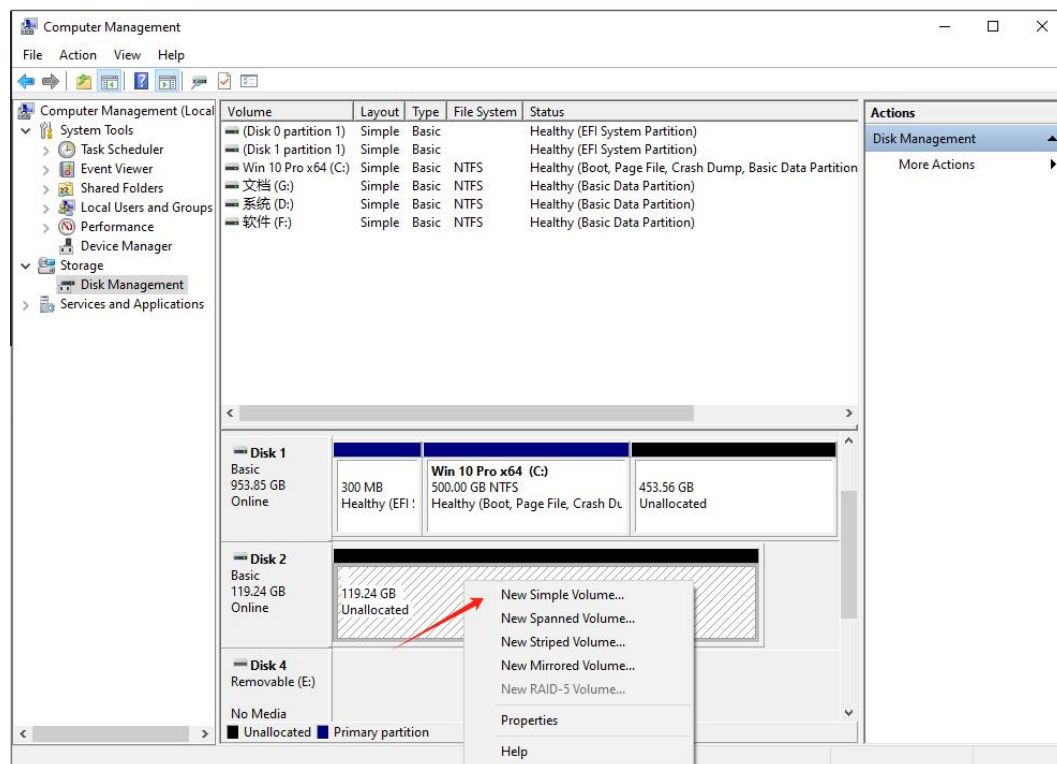 Computer Management
File Action View Help
Computer Management (Local
System Tools
Task Scheduler
Event Viewer
Shared Folders
Local Users and Groups
Performance
Device Manager
Storage
Disk Management
Services and Applications
Volume Layout Type File System Status
(Disk 0 partition 1) Simple Basic Healthy (EFI System Partition)
(Disk 1 partition 1) Simple Basic Healthy (EFI System Partition)
Win 10 Pro x64 (C:) Simple Basic NTFS Healthy (Boot, Page File, Crash Dump, Basic Data Partition
文档 (G:) Simple Basic NTFS Healthy (Basic Data Partition)
系统 (D:) Simple Basic NTFS Healthy (Basic Data Partition)
软件 (F:) Simple Basic NTFS Healthy (Basic Data Partition)
Actions
Disk Management
More Actions
Disk 1
Basic
953.85 GB
Online
300 MB
Healthy (EFI S
Win 10 Pro x64 (C:)
500.00 GB NTFS
Healthy (Boot, Page File, Crash Du
453.56 GB
Unallocated
Disk 2
Basic
119.24 GB
Online
119.24 GB
Unallocated
Disk 4
Removable (E:)
No Media
New Simple Volume...
New Spanned Volume...
New Striped Volume...
New Mirrored Volume...
New RAID-5 Volume...
Properties
Help
Unallocated Primary partition